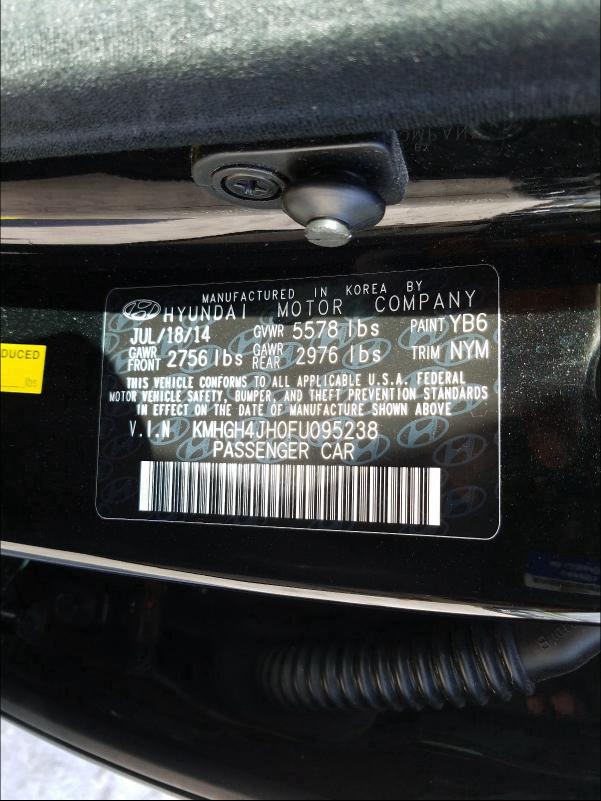 MANUFACTURED IN KOREA BY
HYUNDAI MOTOR COMPANY
JUL/18/14 GVWR 5578 lbs PAINT YB6
GAWR FRONT 2756 lbs GAWR REAR 2976 lbs TRIM NYM
THIS VEHICLE CONFORMS TO ALL APPLICABLE U.S.A. FEDERAL
MOTOR VEHICLE SAFETY, BUMPER, AND THEFT PREVENTION STANDARDS
IN EFFECT ON THE DATE OF MANUFACTURE SHOWN ABOVE
V.I.N KMHGH4JH0FU095238
PASSENGER CAR
DUCED
lbs